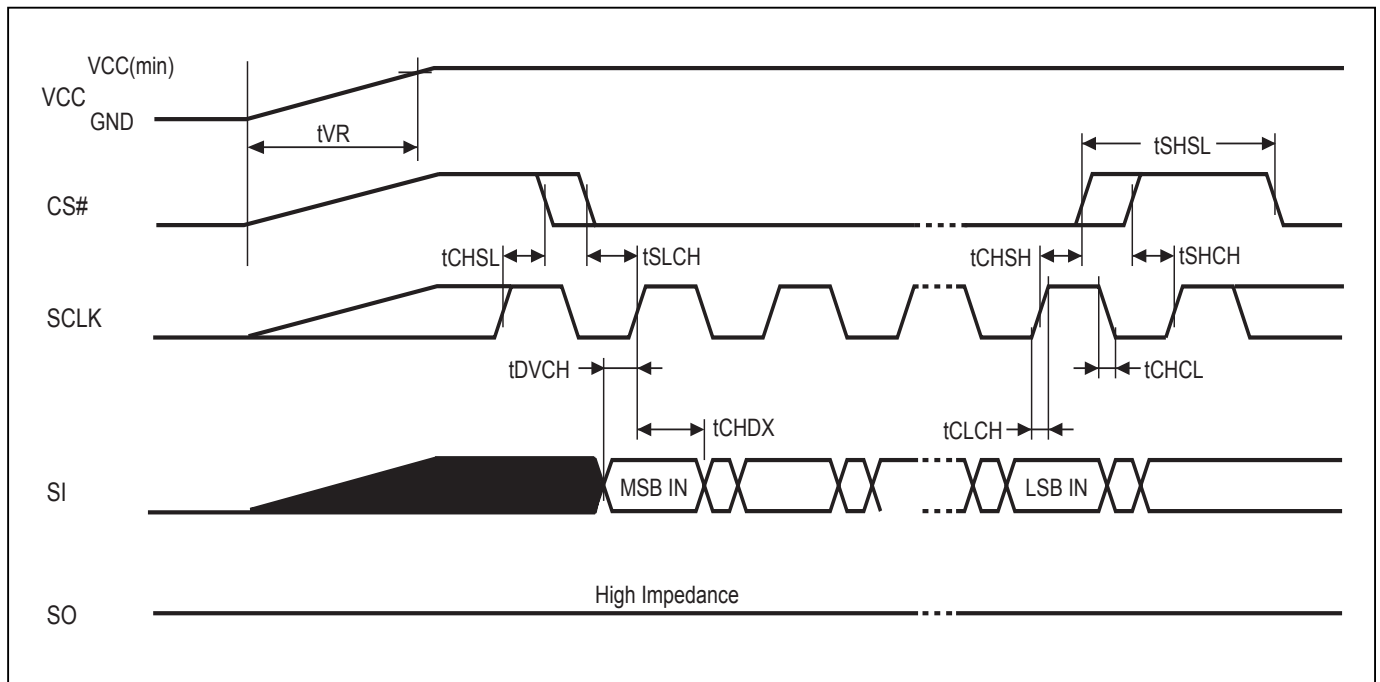 VCC(min)
VCC
GND
tVR
tSHSL
CS#
tCHSL
tSLCH
tCHSH
tSHCH
SCLK
tDVCH
tCHCL
tCHDX
tCLCH
SI
MSB IN
LSB IN
High Impedance
SO